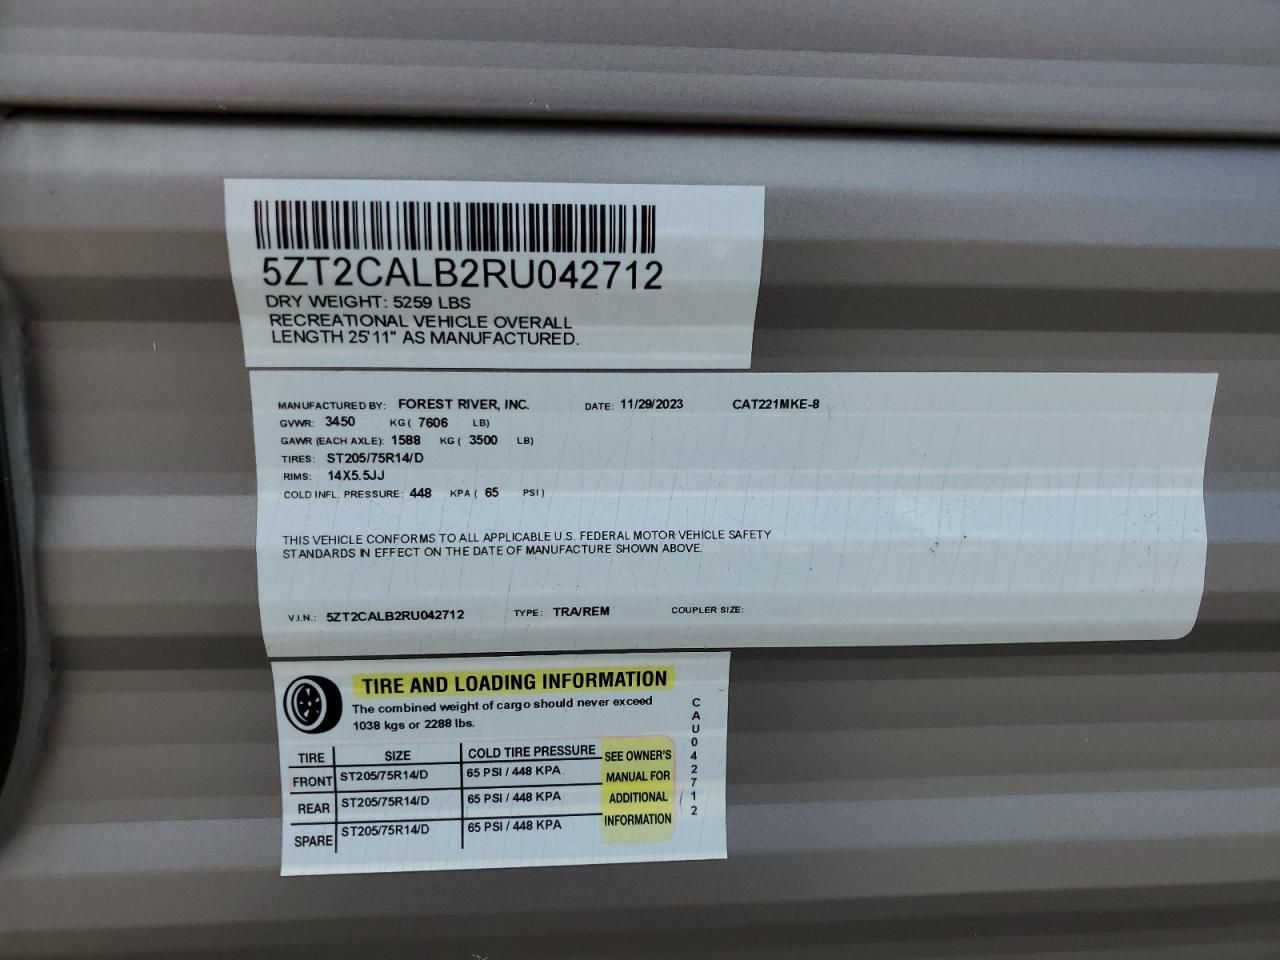 5ZT2CALB2RU042712
DRY WEIGHT: 5259 LBS
RECREATIONAL VEHICLE OVERALL
LENGTH 25'11" AS MANUFACTURED.
MANUFACTURED BY: FOREST RIVER, INC. DATE: 11/29/2023 CAT221MKE-8
GVWR: 3450 KG ( 7606 LB)
GAWR (EACH AXLE): 1588 KG ( 3500 LB)
TIRES: ST205/75R14/D
RIMS: 14X5.5JJ
COLD INFL. PRESSURE: 448 KPA ( 65 PSI)
THIS VEHICLE CONFORMS TO ALL APPLICABLE U.S. FEDERAL MOTOR VEHICLE SAFETY
STANDARDS IN EFFECT ON THE DATE OF MANUFACTURE SHOWN ABOVE.
V.I.N.: 5ZT2CALB2RU042712 TYPE: TRA/REM COUPLER SIZE:
TIRE AND LOADING INFORMATION
The combined weight of cargo should never exceed
1038 kgs or 2288 lbs.
TIRE SIZE COLD TIRE PRESSURE
FRONT ST205/75R14/D 65 PSI / 448 KPA
REAR ST205/75R14/D 65 PSI / 448 KPA
SPARE ST205/75R14/D 65 PSI / 448 KPA
SEE OWNER'S
MANUAL FOR
ADDITIONAL
INFORMATION
CAU042712